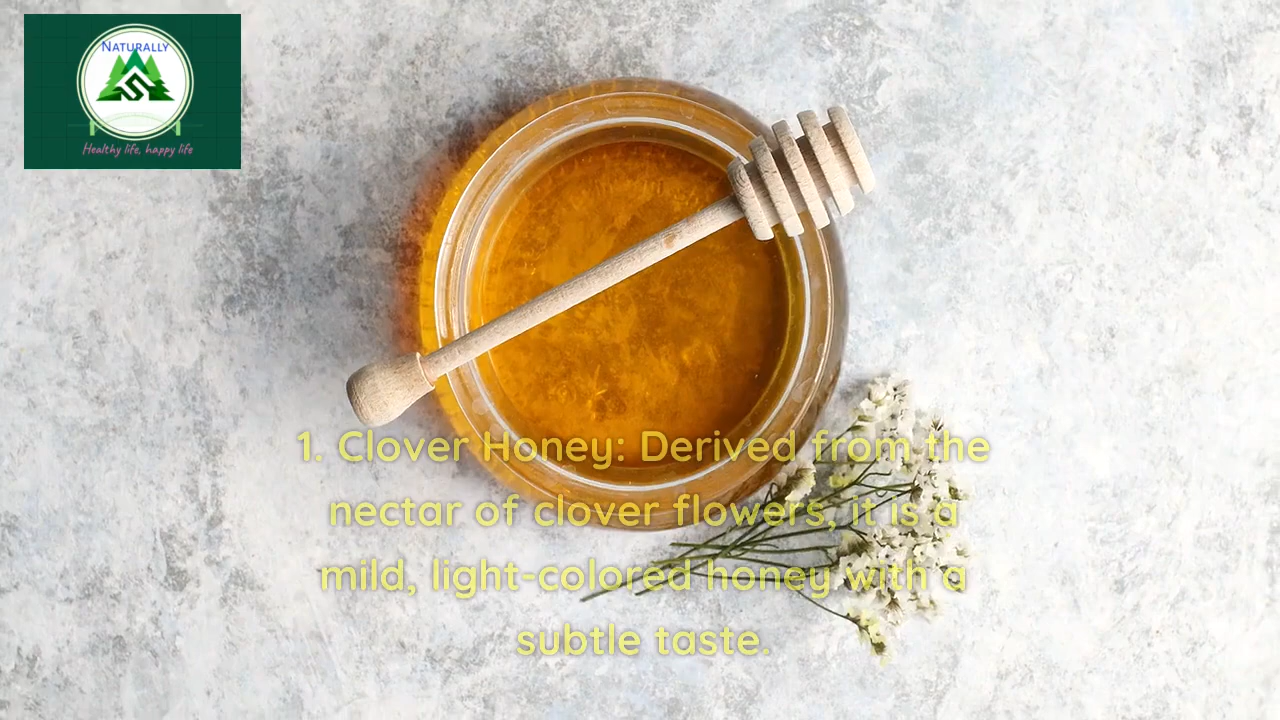 NATURALLY
Healthy life, happy life
1. Clover Honey: Derived from the
nectar of clover flowers, it is a
mild, light-colored honey with a
subtle taste.